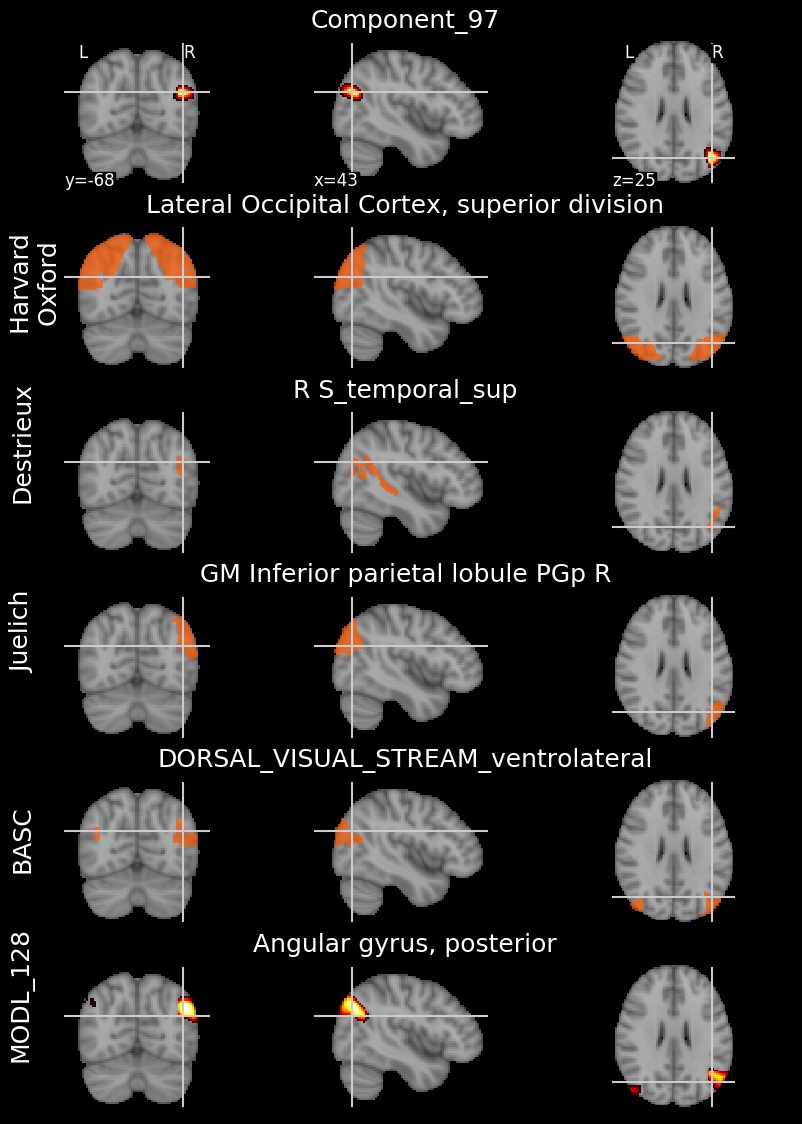 Component_97
L R L R
y=-68 x=43 z=25
Lateral Occipital Cortex, superior division
Harvard
Oxford
R S_temporal_sup
Destrieux
GM Inferior parietal lobule PGp R
Juelich
DORSAL_VISUAL_STREAM_ventrolateral
BASC
Angular gyrus, posterior
MODL_128